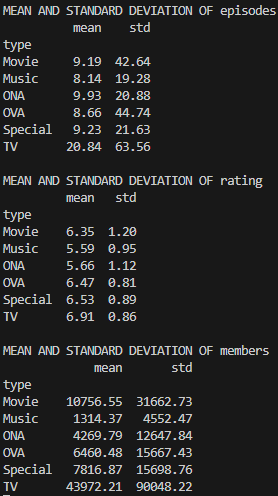 MEAN AND STANDARD DEVIATION OF episodes
mean std
type
Movie 9.19 42.64
Music 8.14 19.28
ONA 9.93 20.88
OVA 8.66 44.74
Special 9.23 21.63
TV 20.84 63.56
MEAN AND STANDARD DEVIATION OF rating
mean std
type
Movie 6.35 1.20
Music 5.59 0.95
ONA 5.66 1.12
OVA 6.47 0.81
Special 6.53 0.89
TV 6.91 0.86
MEAN AND STANDARD DEVIATION OF members
mean std
type
Movie 10756.55 31662.73
Music 1314.37 4552.47
ONA 4269.79 12647.84
OVA 6460.48 15667.43
Special 7816.87 15698.76
TV 43972.21 90048.22